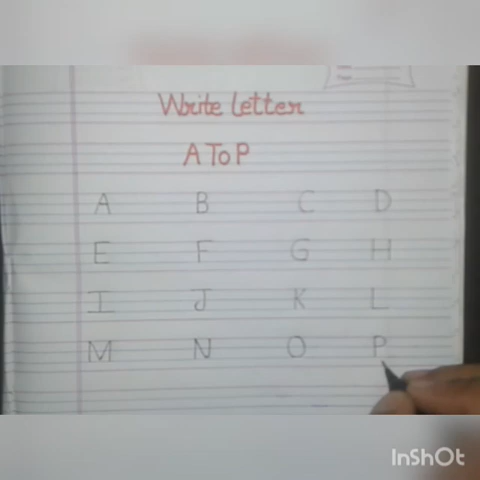 Write letter
A To P
A B C D
E F G H
I J K L
M N O P
InShOt